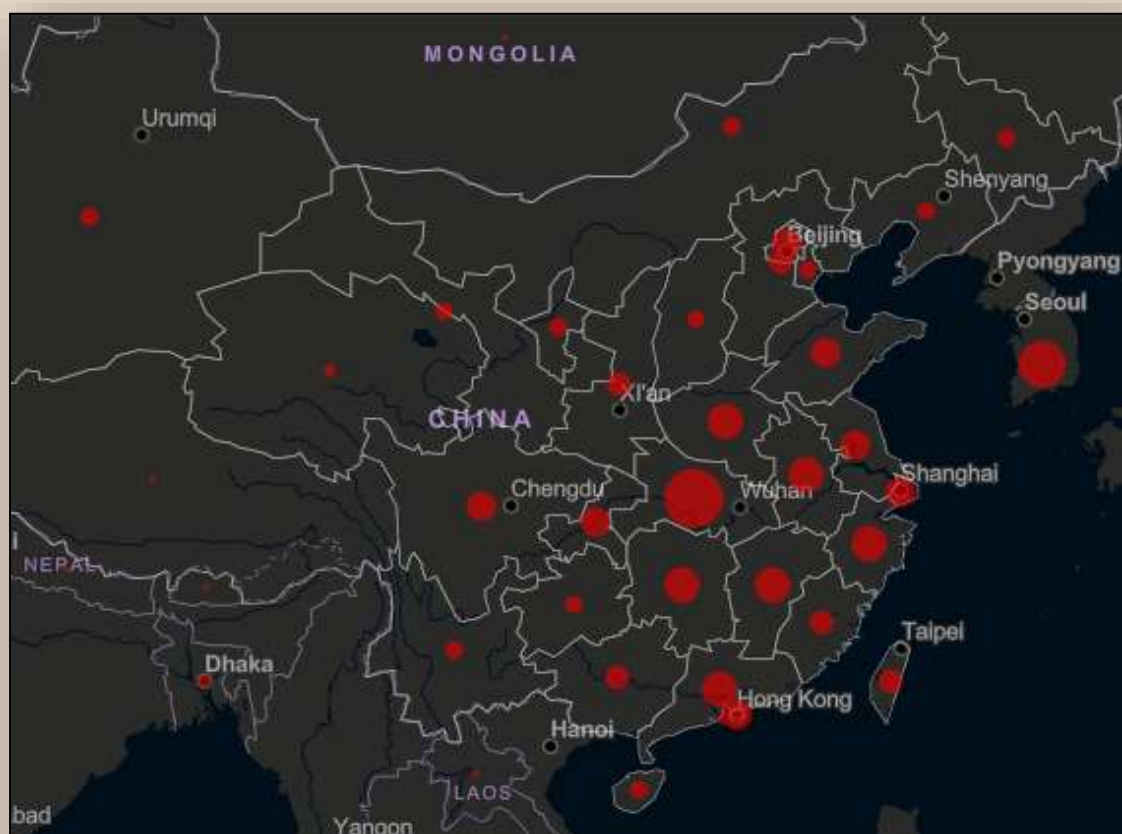 MONGOLIA
Urumqi
Shenyang
Beijing
Pyongyang
Seoul
Xi'an
CHINA
Chengdu
Wuhan
Shanghai
i
NEPAL
Taipei
Dhaka
Hong Kong
Hanoi
LAOS
bad
Yangon